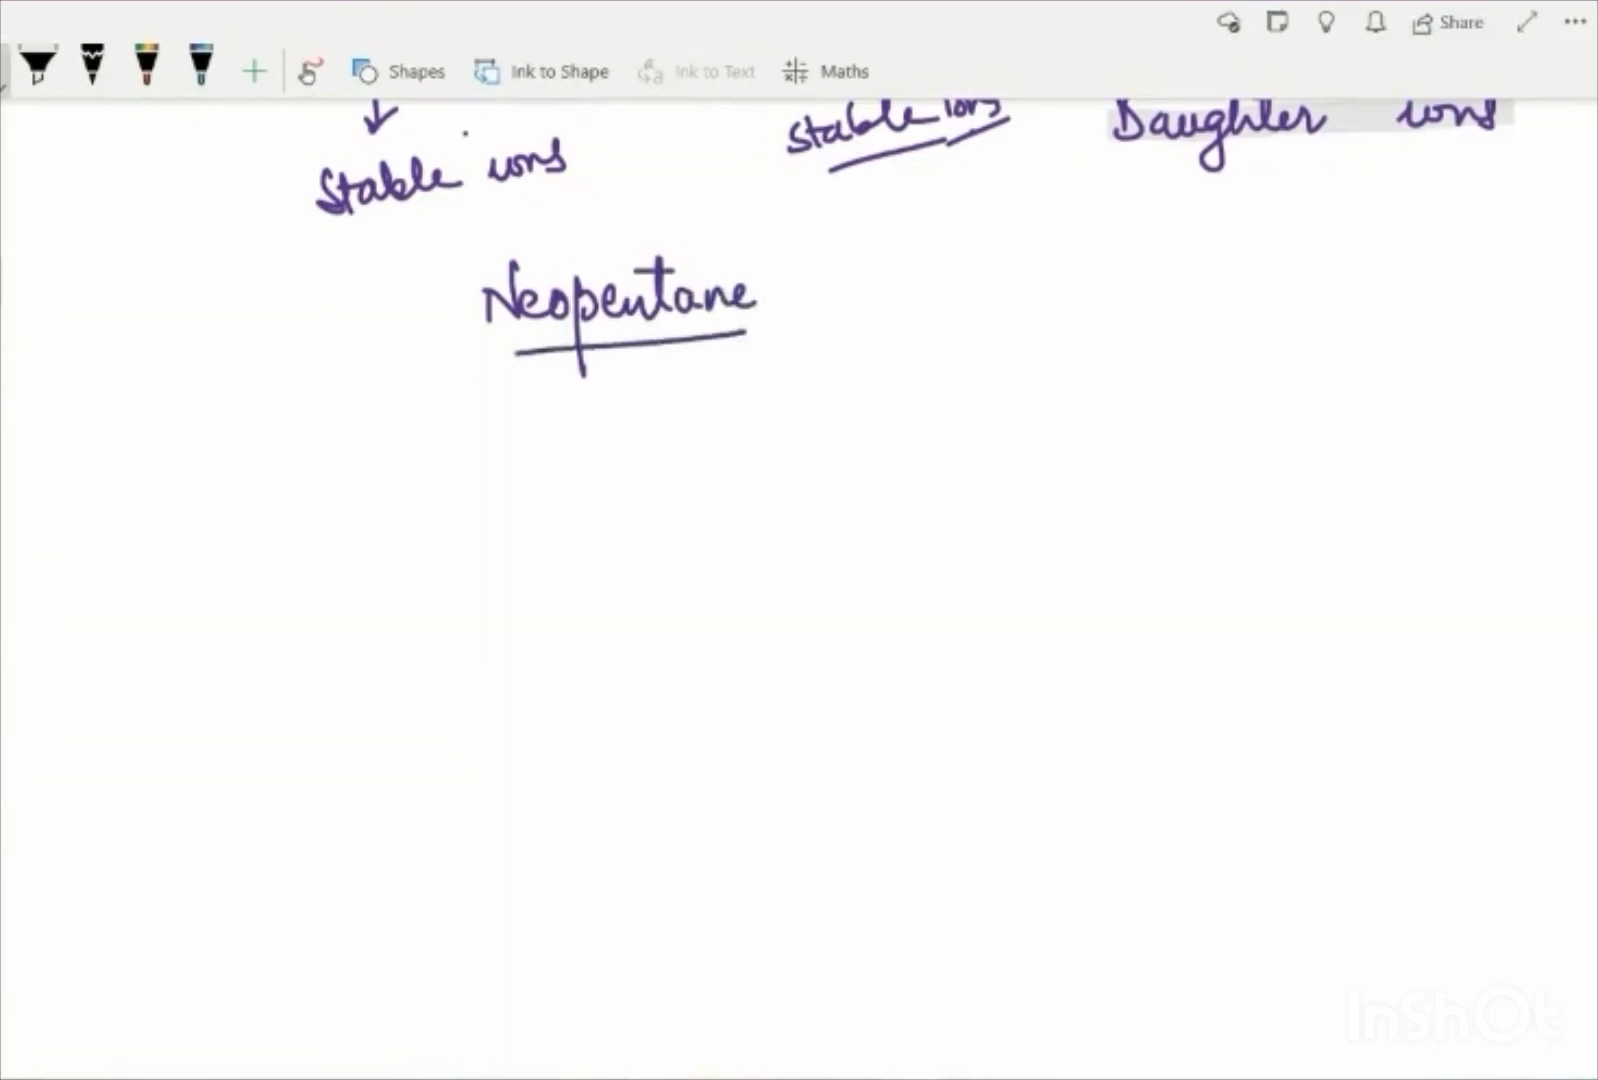 Share
Shapes Ink to Shape Ink to Text Maths
Stable ions Daughter ions
Stable ions
Neopentane
InShOt